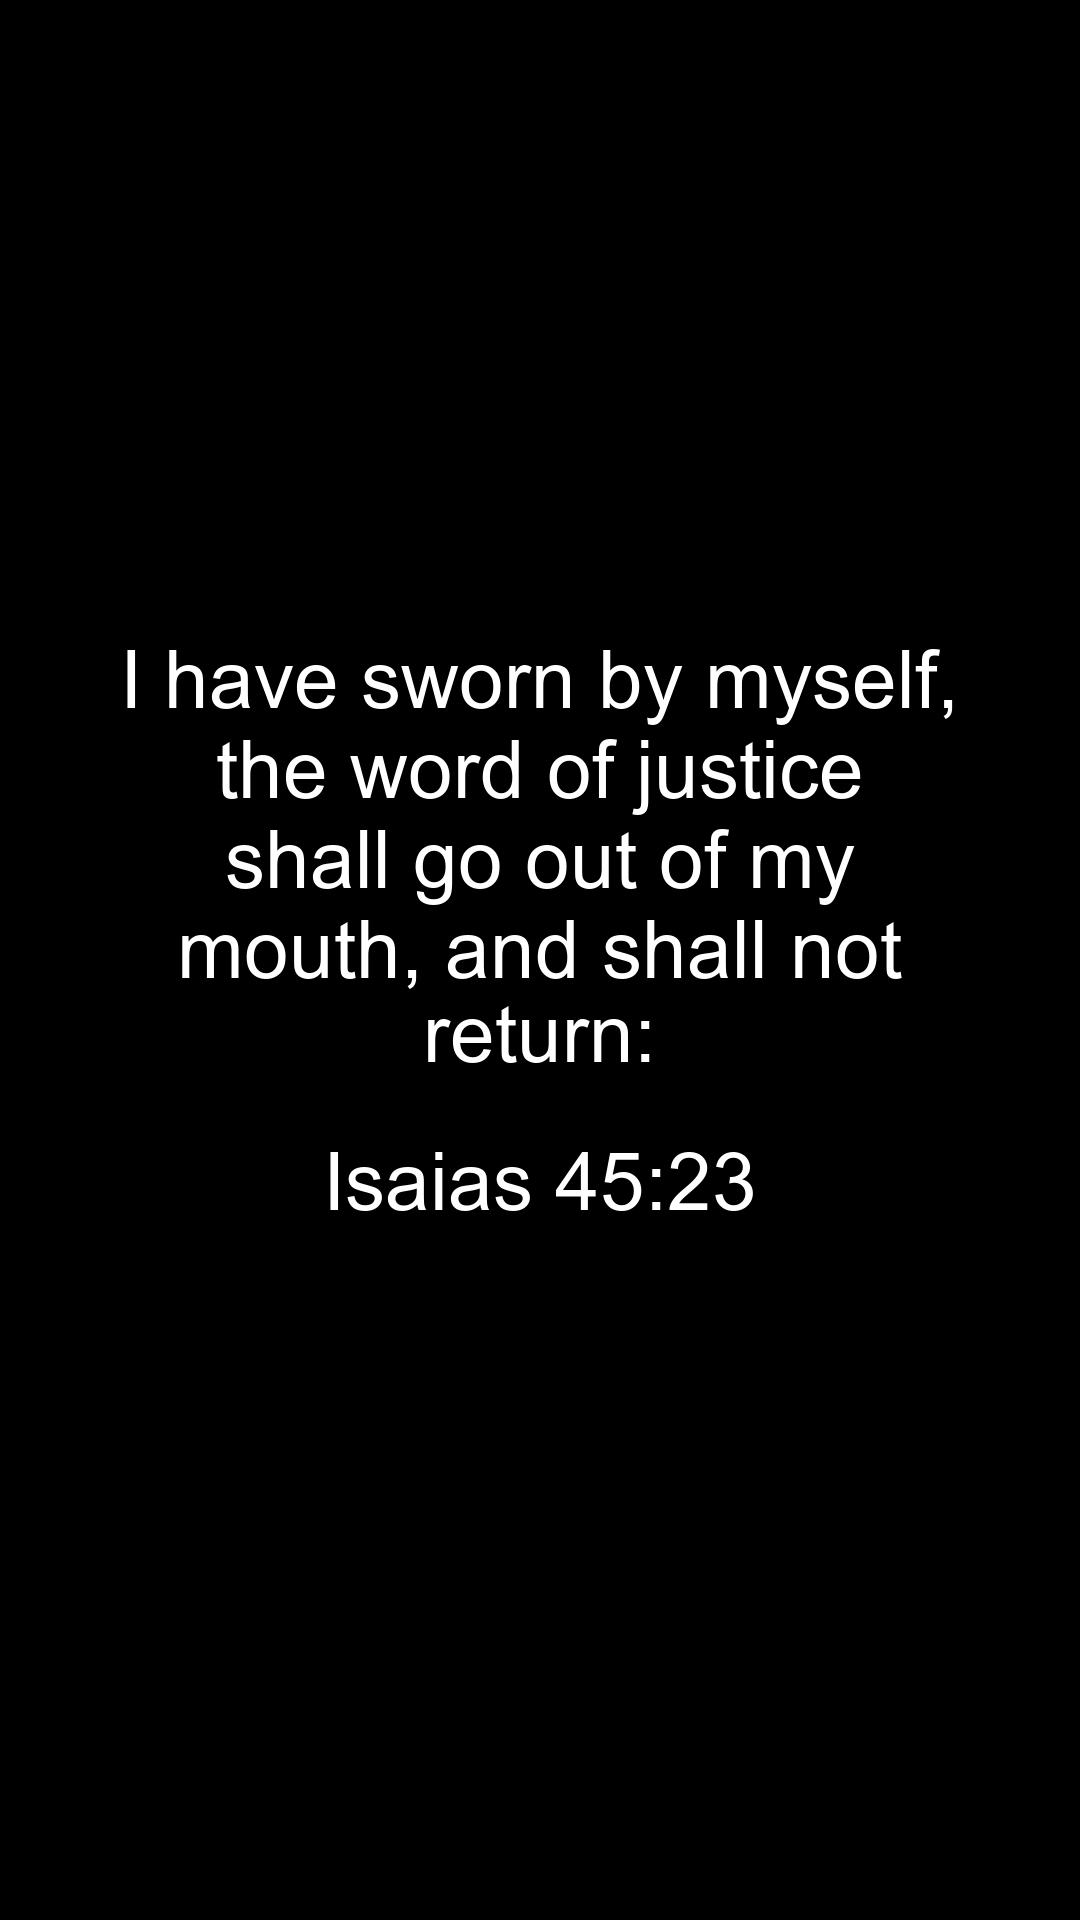 I have sworn by myself,
the word of justice
shall go out of my
mouth, and shall not
return:
Isaias 45:23